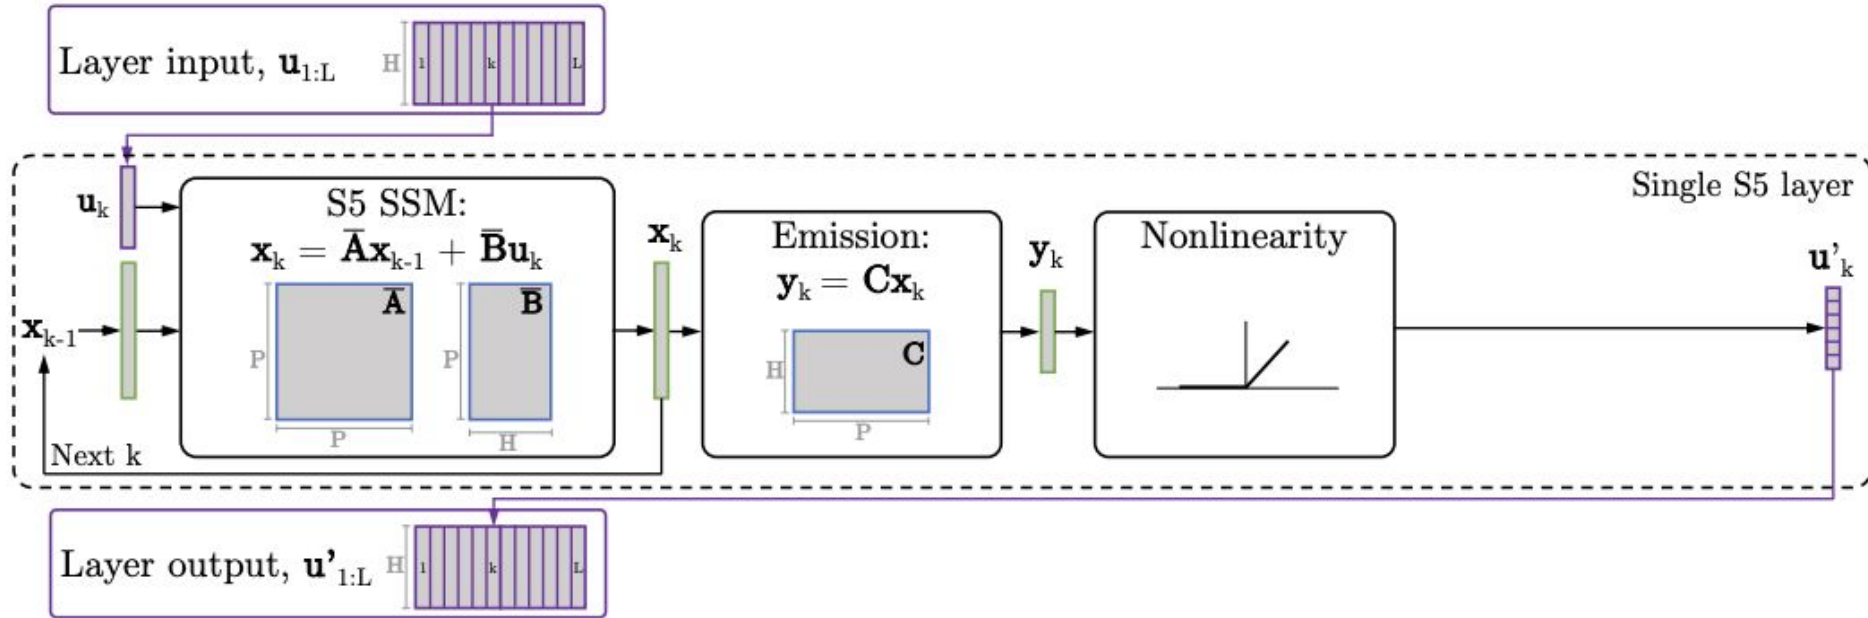 Layer input, u1:L
H
1 k L
Single S5 layer
uk
S5 SSM:
xk = A̅xk-1 + B̅uk
A̅
P
P
B̅
P
H
xk-1
Next k
xk
Emission:
yk = Cxk
C
H
P
yk
Nonlinearity
u'k
Layer output, u'1:L
H
1 k L